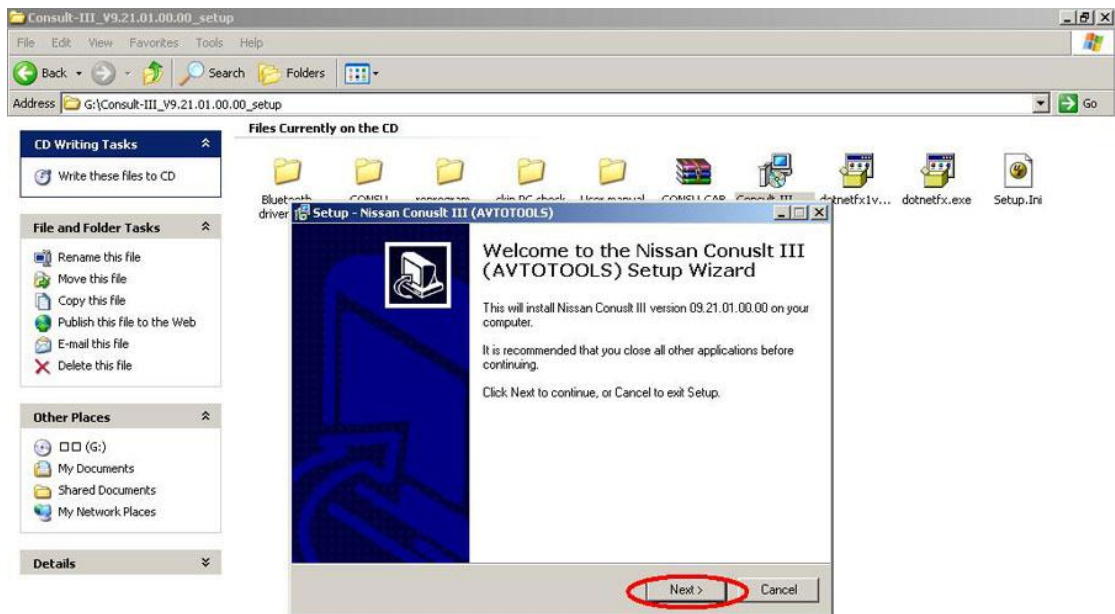 Consult-III_V9.21.01.00.00_setup
File Edit View Favorites Tools Help
Back Search Folders
Address G:\Consult-III_V9.21.01.00.00_setup Go
Files Currently on the CD
CD Writing Tasks
Write these files to CD
File and Folder Tasks
Rename this file
Move this file
Copy this file
Publish this file to the Web
E-mail this file
Delete this file
Other Places
(G:)
My Documents
Shared Documents
My Network Places
Details
Bluetooth
driver
dotnetfx1v... dotnetfx.exe Setup.Ini
Setup - Nissan Conuslt III (AVTOTOOLS)
Welcome to the Nissan Conuslt III
(AVTOTOOLS) Setup Wizard
This will install Nissan Conuslt III version 09.21.01.00.00 on your
computer.
It is recommended that you close all other applications before
continuing.
Click Next to continue, or Cancel to exit Setup.
Next > Cancel